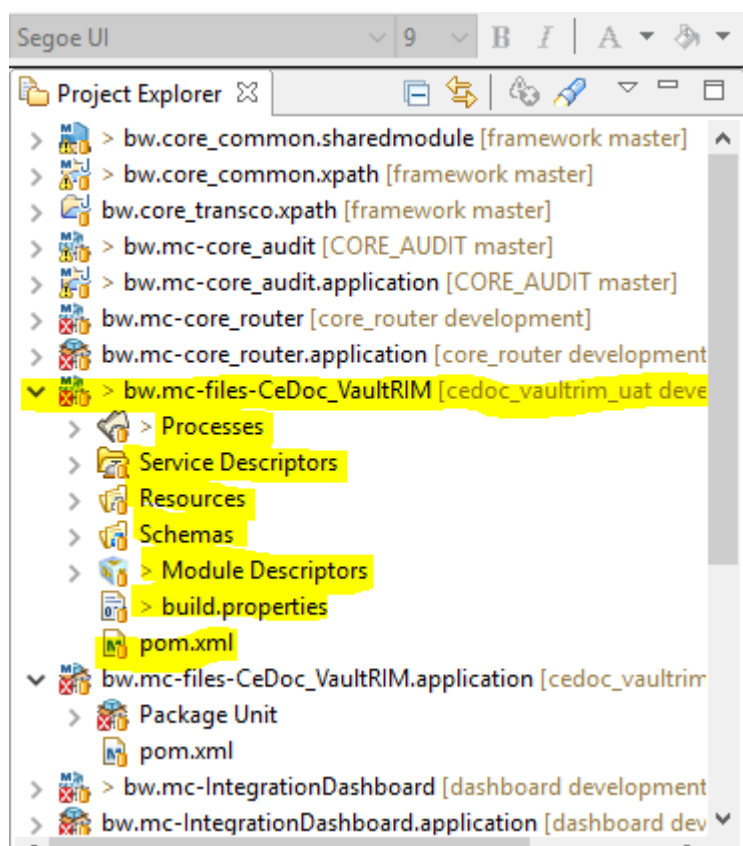 Segoe UI 9 B I A
Project Explorer
> bw.core_common.sharedmodule [framework master]
> bw.core_common.xpath [framework master]
bw.core_transco.xpath [framework master]
> bw.mc-core_audit [CORE_AUDIT master]
> bw.mc-core_audit.application [CORE_AUDIT master]
bw.mc-core_router [core_router development]
bw.mc-core_router.application [core_router development
> bw.mc-files-CeDoc_VaultRIM [cedoc_vaultrim_uat deve
> Processes
Service Descriptors
Resources
Schemas
> Module Descriptors
> build.properties
pom.xml
bw.mc-files-CeDoc_VaultRIM.application [cedoc_vaultrim
Package Unit
pom.xml
> bw.mc-IntegrationDashboard [dashboard development
bw.mc-IntegrationDashboard.application [dashboard dev